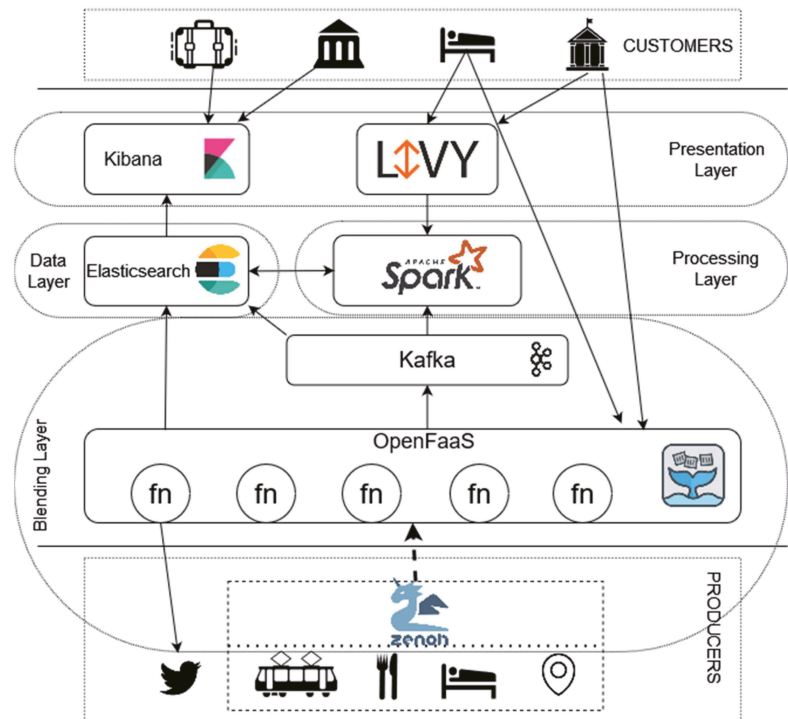 CUSTOMERS
Kibana
LIVY
Presentation
Layer
Data
Layer
Elasticsearch
APACHE
Spark
Processing
Layer
Kafka
Blending Layer
OpenFaaS
fn
fn
fn
fn
fn
PRODUCERS
zenoh